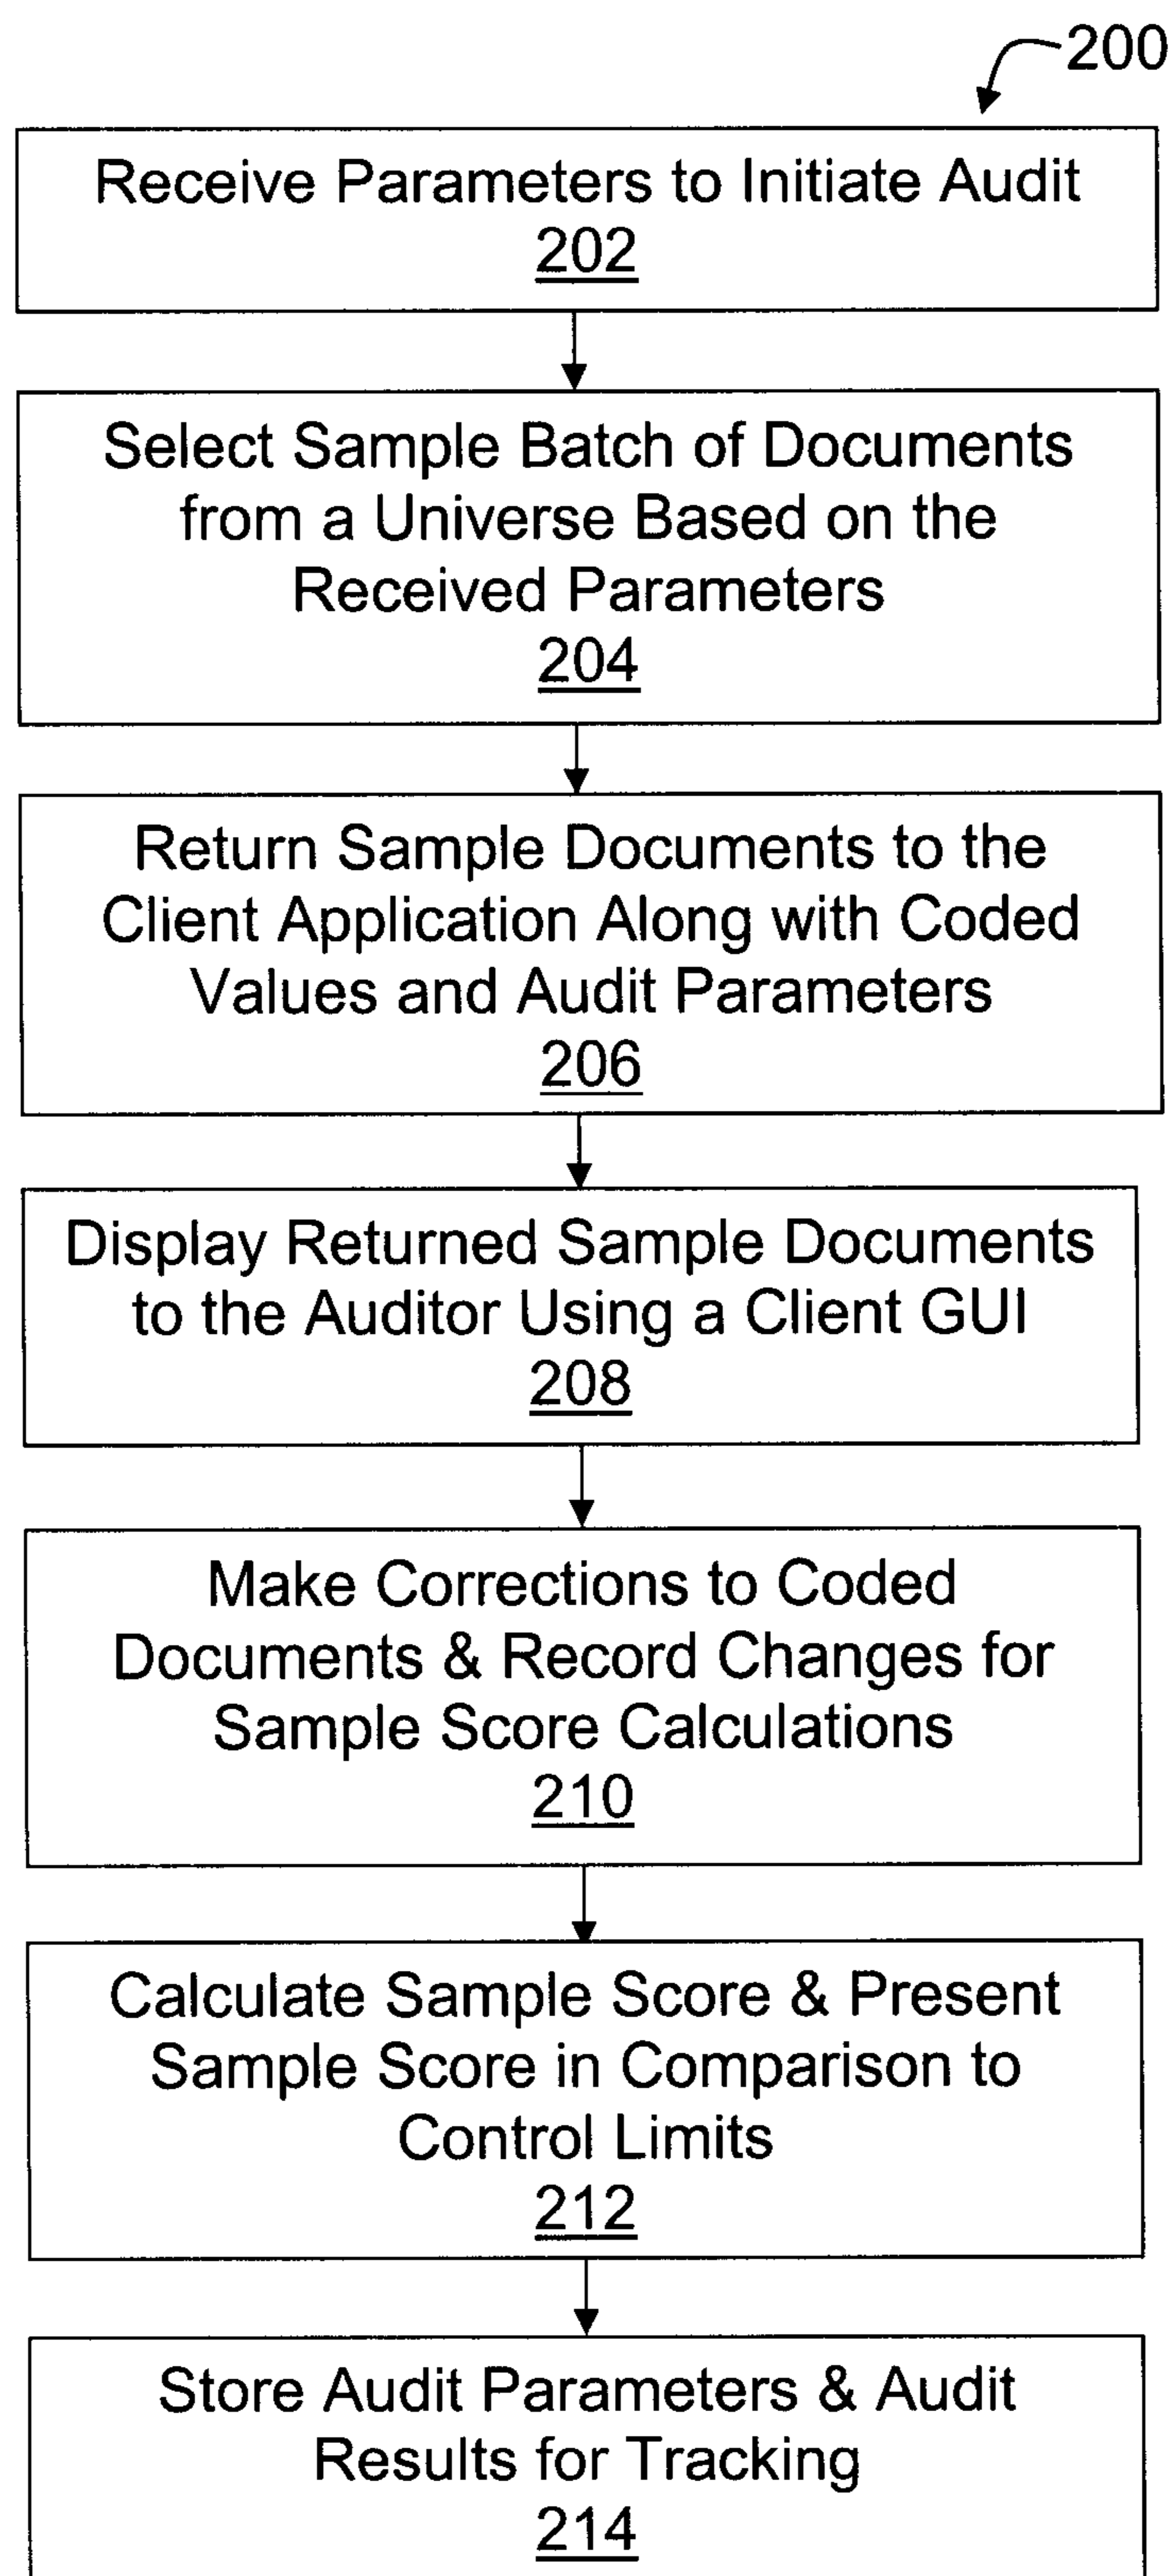 200
Receive Parameters to Initiate Audit
202
Select Sample Batch of Documents
from a Universe Based on the
Received Parameters
204
Return Sample Documents to the
Client Application Along with Coded
Values and Audit Parameters
206
Display Returned Sample Documents
to the Auditor Using a Client GUI
208
Make Corrections to Coded
Documents & Record Changes for
Sample Score Calculations
210
Calculate Sample Score & Present
Sample Score in Comparison to
Control Limits
212
Store Audit Parameters & Audit
Results for Tracking
214